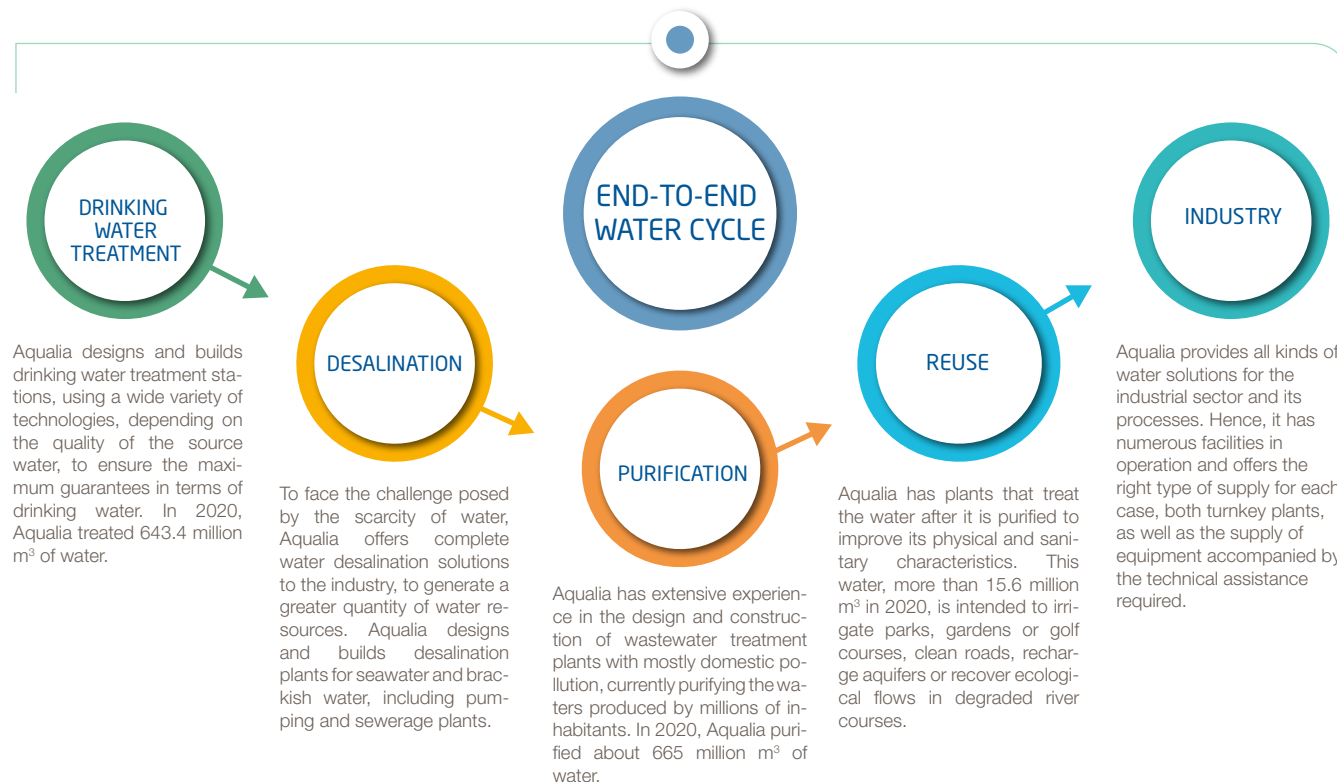 END-TO-END
WATER CYCLE
DRINKING
WATER
TREATMENT
Aqualia designs and builds
drinking water treatment sta-
tions, using a wide variety of
technologies, depending on
the quality of the source
water, to ensure the maxi-
mum guarantees in terms of
drinking water. In 2020,
Aqualia treated 643.4 million
m³ of water.
DESALINATION
To face the challenge posed
by the scarcity of water,
Aqualia offers complete
water desalination solutions
to the industry, to generate a
greater quantity of water re-
sources. Aqualia designs
and builds desalination
plants for seawater and brac-
kish water, including pum-
ping and sewerage plants.
PURIFICATION
Aqualia has extensive experien-
ce in the design and construc-
tion of wastewater treatment
plants with mostly domestic po-
llution, currently purifying the wa-
ters produced by millions of in-
habitants. In 2020, Aqualia puri-
fied about 665 million m³ of
water.
REUSE
Aqualia has plants that treat
the water after it is purified to
improve its physical and sani-
tary characteristics. This
water, more than 15.6 million
m³ in 2020, is intended to irri-
gate parks, gardens or golf
courses, clean roads, rechar-
ge aquifers or recover ecologi-
cal flows in degraded river
courses.
INDUSTRY
Aqualia provides all kinds of
water solutions for the
industrial sector and its
processes. Hence, it has
numerous facilities in
operation and offers the
right type of supply for each
case, both turnkey plants,
as well as the supply of
equipment accompanied by
the technical assistance
required.